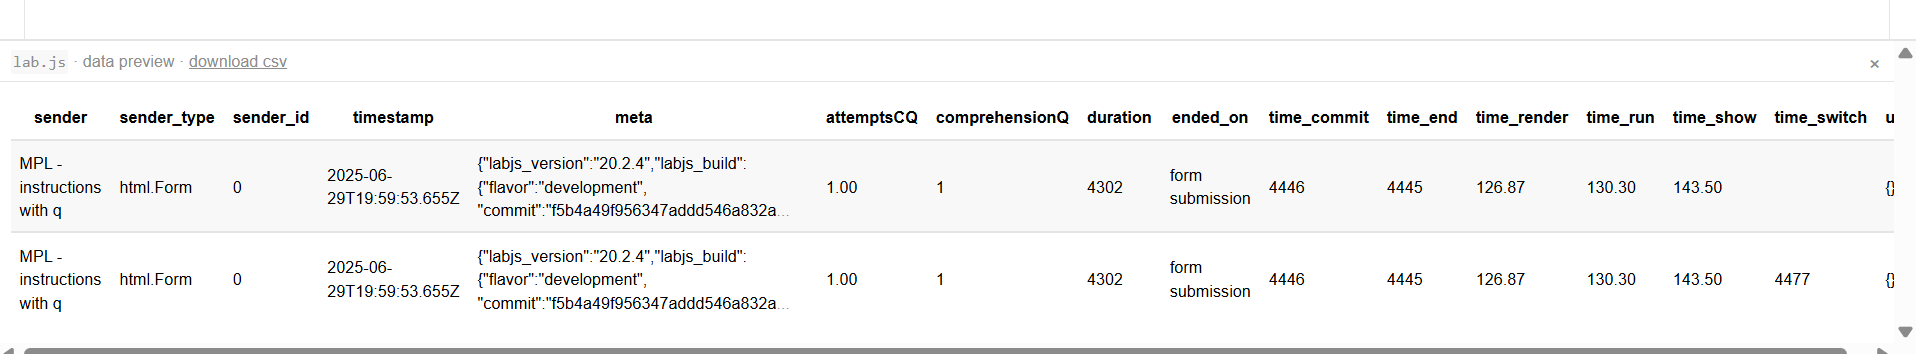 lab.js · data preview · download csv
×
sender sender_type sender_id timestamp meta attemptsCQ comprehensionQ duration ended_on time_commit time_end time_render time_run time_show time_switch u
MPL - instructions with q html.Form 0 2025-06-29T19:59:53.655Z {"labjs_version":"20.2.4","labjs_build":{"flavor":"development","commit":"f5b4a49f956347addd546a832a... 1.00 1 4302 form submission 4446 4445 126.87 130.30 143.50 {}
MPL - instructions with q html.Form 0 2025-06-29T19:59:53.655Z {"labjs_version":"20.2.4","labjs_build":{"flavor":"development","commit":"f5b4a49f956347addd546a832a... 1.00 1 4302 form submission 4446 4445 126.87 130.30 143.50 4477 {}